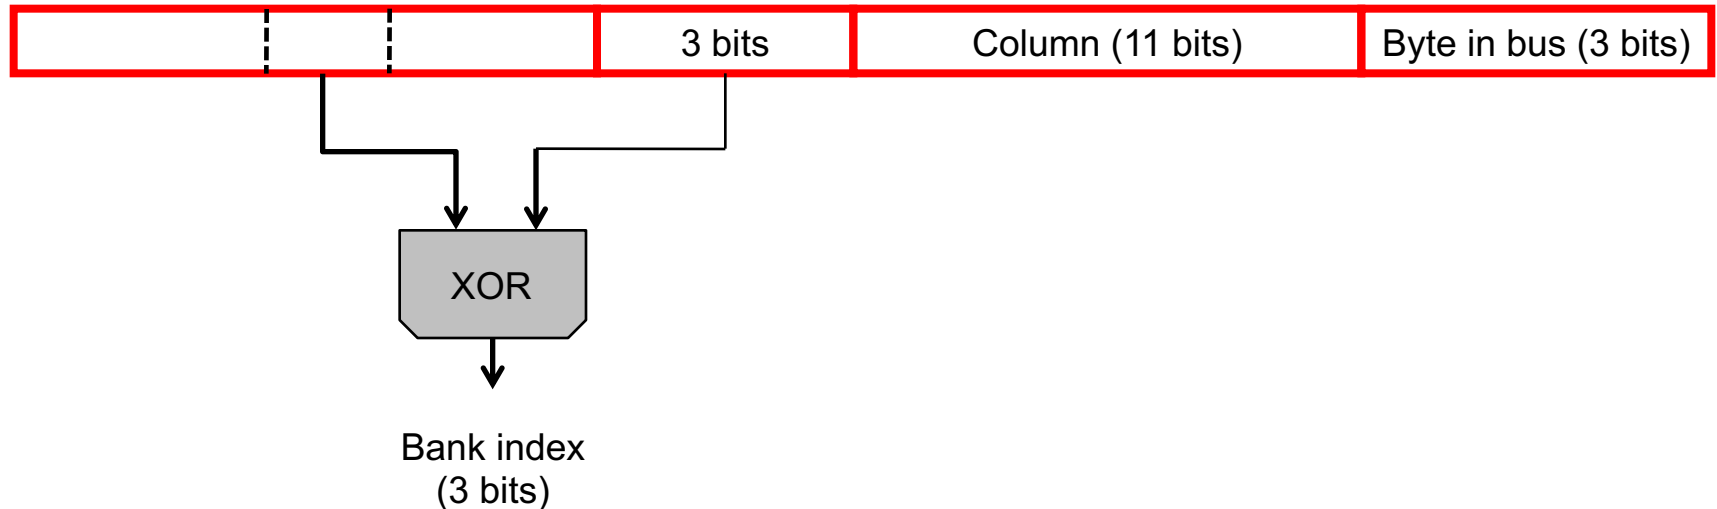 3 bits
Column (11 bits)
Byte in bus (3 bits)
XOR
Bank index
(3 bits)